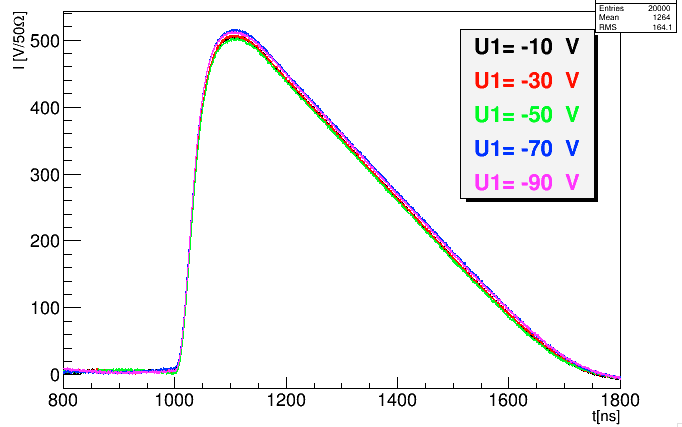 Entries 20000
Mean 1264
RMS 164.1
I [V/50Ω]
500
400
300
200
100
0
U1= -10 V
U1= -30 V
U1= -50 V
U1= -70 V
U1= -90 V
800 1000 1200 1400 1600 1800
t[ns]